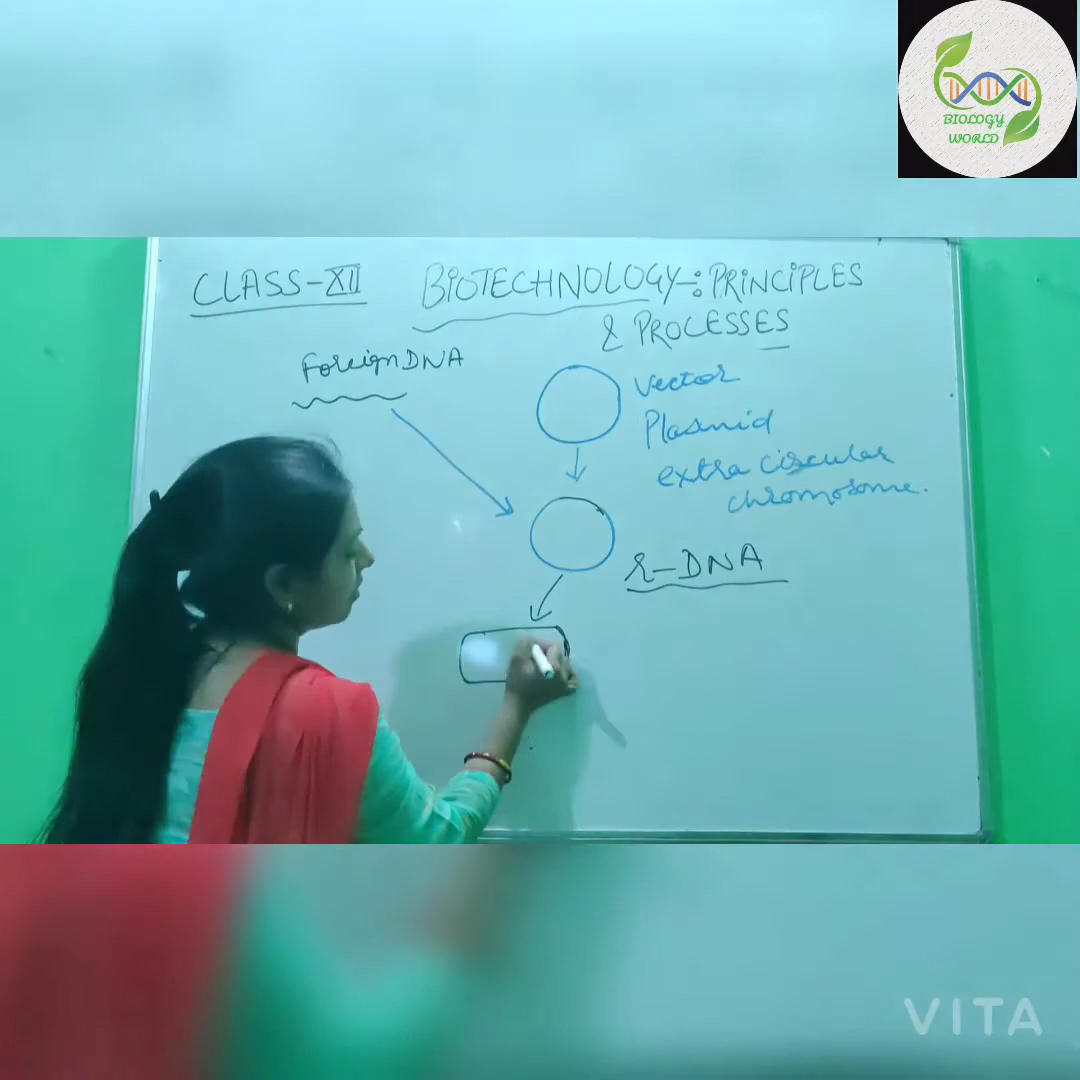 BIOLOGY
WORLD
CLASS-XII BIOTECHNOLOGY-: PRINCIPLES
& PROCESSES
Foreign DNA
Vector
Plasmid
extra circular
chromosome.
r-DNA
VITA